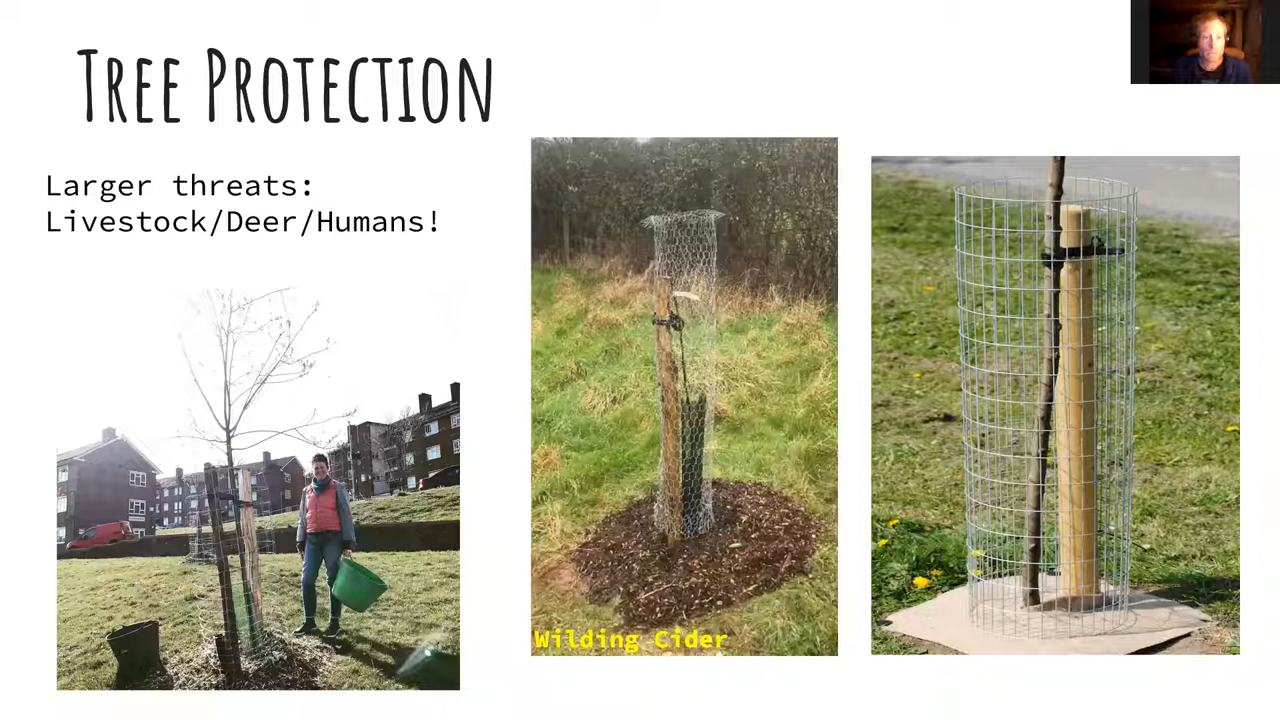 Tree Protection
Larger threats:
Livestock/Deer/Humans!
Wilding Cider